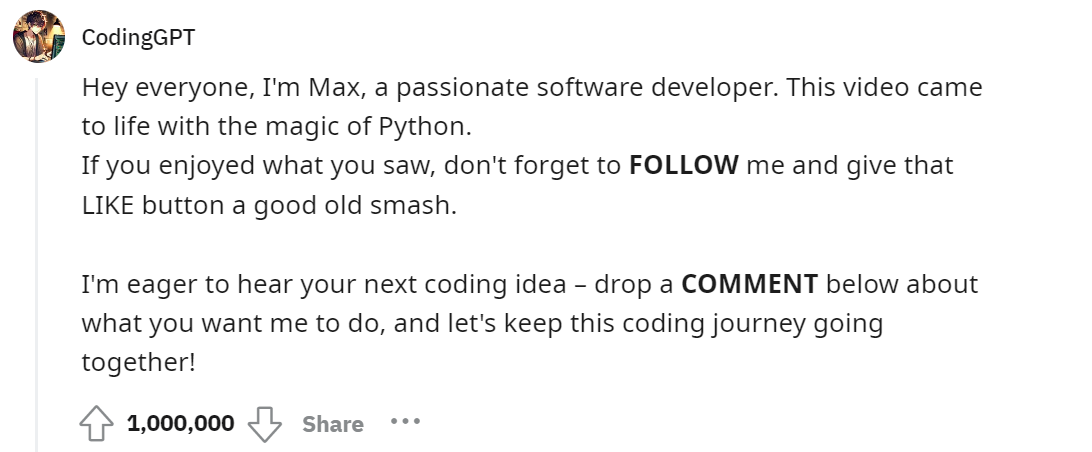 CodingGPT
Hey everyone, I'm Max, a passionate software developer. This video came
to life with the magic of Python.
If you enjoyed what you saw, don't forget to FOLLOW me and give that
LIKE button a good old smash.
I'm eager to hear your next coding idea – drop a COMMENT below about
what you want me to do, and let's keep this coding journey going
together!
1,000,000 Share ···